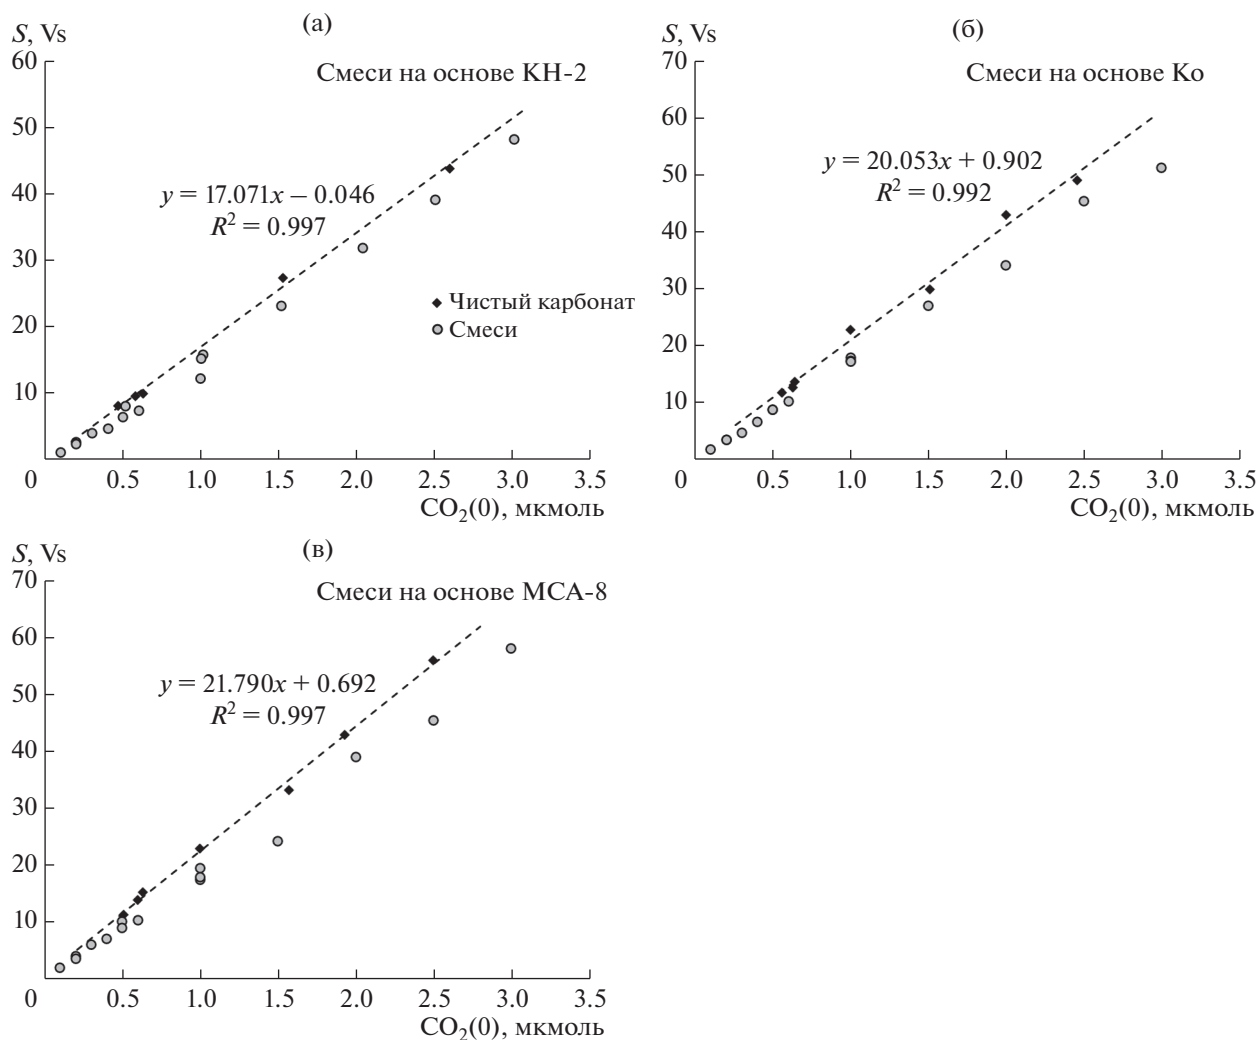 (а)
S, Vs
60
50
40
30
20
10
0
0.5 1.0 1.5 2.0 2.5 3.0 3.5
CO2(0), мкмоль
Смеси на основе КН-2
y = 17.071x – 0.046
R2 = 0.997
Чистый карбонат
Смеси
(б)
S, Vs
70
60
50
40
30
20
10
0
0.5 1.0 1.5 2.0 2.5 3.0 3.5
CO2(0), мкмоль
Смеси на основе Ко
y = 20.053x + 0.902
R2 = 0.992
(в)
S, Vs
70
60
50
40
30
20
10
0
0.5 1.0 1.5 2.0 2.5 3.0 3.5
CO2(0), мкмоль
Смеси на основе МСА-8
y = 21.790x + 0.692
R2 = 0.997